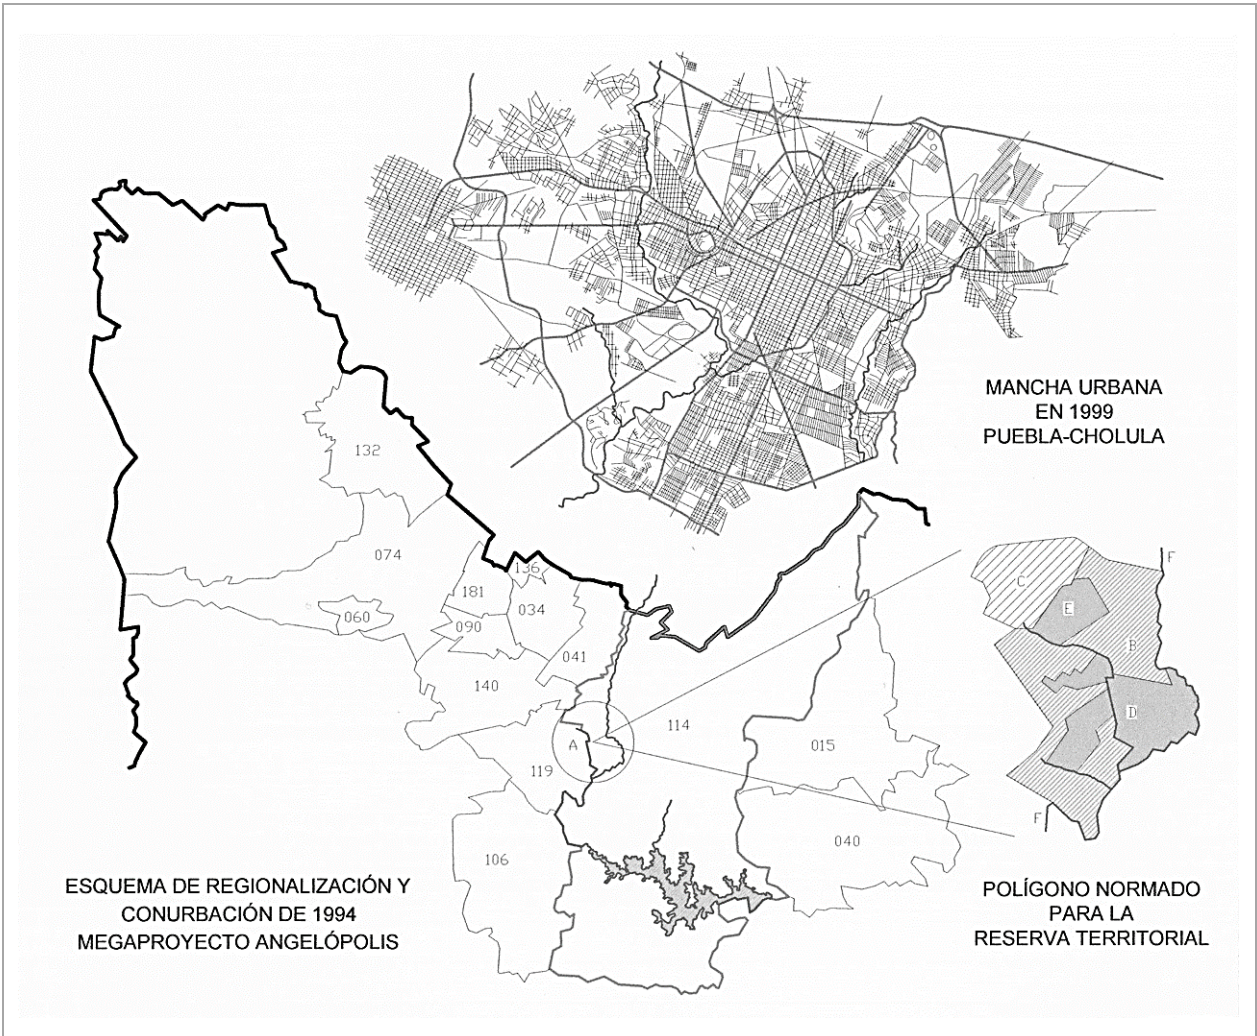 MANCHA URBANA
EN 1999
PUEBLA-CHOLULA
132
074
136
181
060
090
034
041
140
114
A
119
015
106
040
F
C
E
B
D
F
ESQUEMA DE REGIONALIZACIÓN Y
CONURBACIÓN DE 1994
MEGAPROYECTO ANGELÓPOLIS
POLÍGONO NORMADO
PARA LA
RESERVA TERRITORIAL